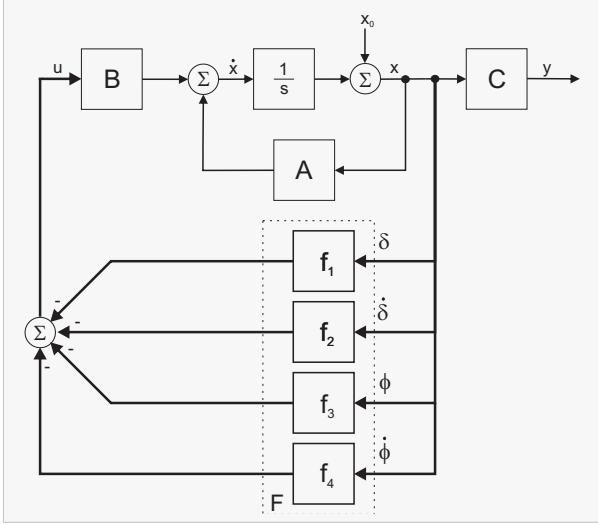 x₀
u B Σ ẋ 1/s Σ x C y
A
f₁ δ
Σ - - f₂ δ̇
- - f₃ ϕ
f₄ ϕ̇
F